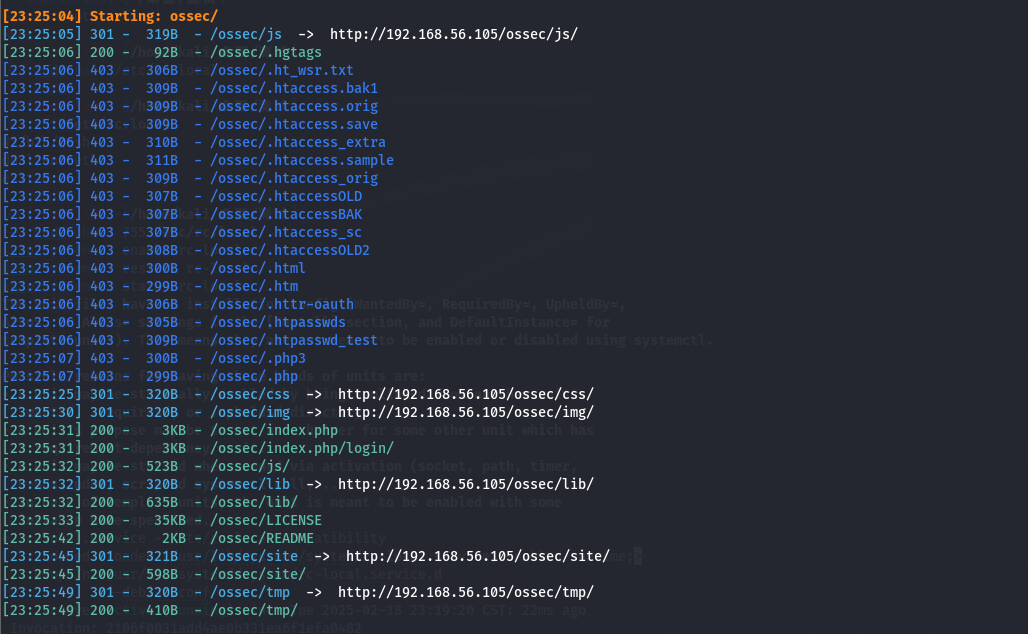 [23:25:04] Starting: ossec/
[23:25:05] 301 -  319B  - /ossec/js  ->  http://192.168.56.105/ossec/js/
[23:25:06] 200 -   92B  - /ossec/.hgtags
[23:25:06] 403 -  306B  - /ossec/.ht_wsr.txt
[23:25:06] 403 -  309B  - /ossec/.htaccess.bak1
[23:25:06] 403 -  309B  - /ossec/.htaccess.orig
[23:25:06] 403 -  309B  - /ossec/.htaccess.save
[23:25:06] 403 -  310B  - /ossec/.htaccess_extra
[23:25:06] 403 -  311B  - /ossec/.htaccess.sample
[23:25:06] 403 -  309B  - /ossec/.htaccess_orig
[23:25:06] 403 -  307B  - /ossec/.htaccessOLD
[23:25:06] 403 -  307B  - /ossec/.htaccessBAK
[23:25:06] 403 -  307B  - /ossec/.htaccess_sc
[23:25:06] 403 -  308B  - /ossec/.htaccessOLD2
[23:25:06] 403 -  300B  - /ossec/.html
[23:25:06] 403 -  299B  - /ossec/.htm
[23:25:06] 403 -  306B  - /ossec/.httr-oauth
[23:25:06] 403 -  305B  - /ossec/.htpasswds
[23:25:06] 403 -  309B  - /ossec/.htpasswd_test
[23:25:07] 403 -  300B  - /ossec/.php3
[23:25:07] 403 -  299B  - /ossec/.php
[23:25:25] 301 -  320B  - /ossec/css  ->  http://192.168.56.105/ossec/css/
[23:25:30] 301 -  320B  - /ossec/img  ->  http://192.168.56.105/ossec/img/
[23:25:31] 200 -    3KB - /ossec/index.php
[23:25:31] 200 -    3KB - /ossec/index.php/login/
[23:25:32] 200 -  523B  - /ossec/js/
[23:25:32] 301 -  320B  - /ossec/lib  ->  http://192.168.56.105/ossec/lib/
[23:25:32] 200 -  635B  - /ossec/lib/
[23:25:33] 200 -   35KB - /ossec/LICENSE
[23:25:42] 200 -    2KB - /ossec/README
[23:25:45] 301 -  321B  - /ossec/site  ->  http://192.168.56.105/ossec/site/
[23:25:45] 200 -  598B  - /ossec/site/
[23:25:49] 301 -  320B  - /ossec/tmp  ->  http://192.168.56.105/ossec/tmp/
[23:25:49] 200 -  410B  - /ossec/tmp/